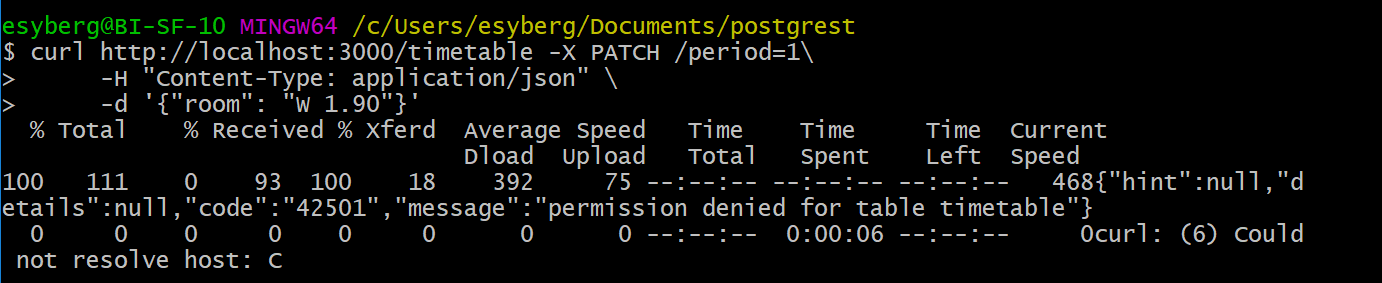 esyberg@BI-SF-10 MINGW64 /c/Users/esyberg/Documents/postgrest
$ curl http://localhost:3000/timetable -X PATCH /period=1\
>      -H "Content-Type: application/json" \
>      -d '{"room": "W 1.90"}'
  % Total    % Received % Xferd  Average Speed   Time    Time     Time  Current
                                 Dload  Upload   Total   Spent    Left  Speed
100   111    0    93  100    18    392     75 --:--:-- --:--:-- --:--:--   468{"hint":null,"d
etails":null,"code":"42501","message":"permission denied for table timetable"}
  0     0    0     0    0     0      0      0 --:--:--  0:00:06 --:--:--     0curl: (6) Could
 not resolve host: C